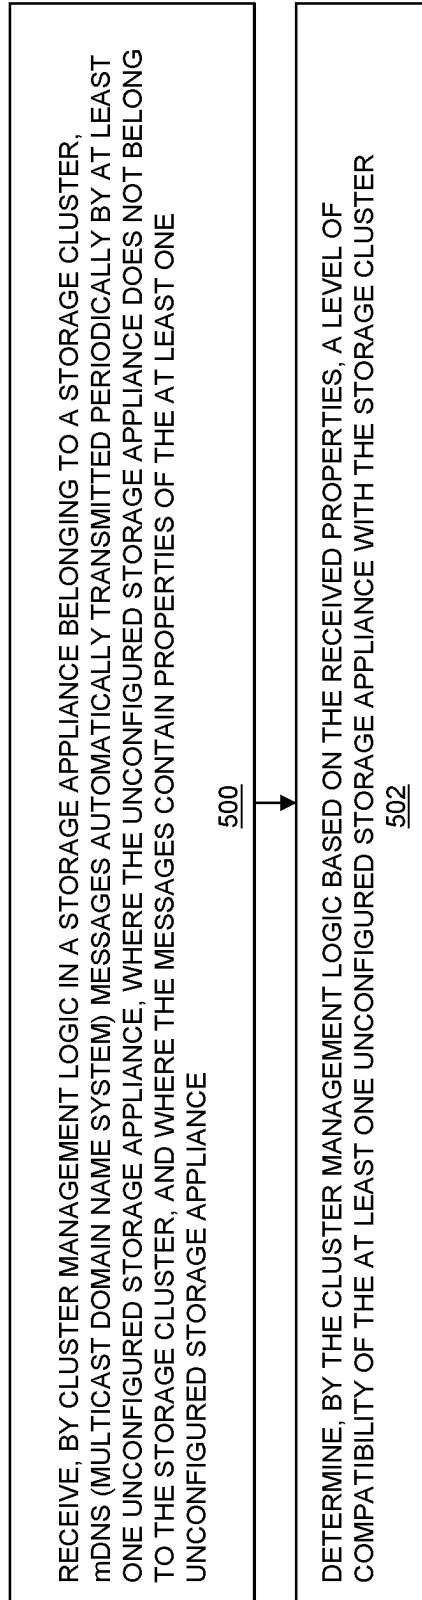 RECEIVE, BY CLUSTER MANAGEMENT LOGIC IN A STORAGE APPLIANCE BELONGING TO A STORAGE CLUSTER,
mDNS (MULTICAST DOMAIN NAME SYSTEM) MESSAGES AUTOMATICALLY TRANSMITTED PERIODICALLY BY AT LEAST
ONE UNCONFIGURED STORAGE APPLIANCE, WHERE THE UNCONFIGURED STORAGE APPLIANCE DOES NOT BELONG
TO THE STORAGE CLUSTER, AND WHERE THE MESSAGES CONTAIN PROPERTIES OF THE AT LEAST ONE
UNCONFIGURED STORAGE APPLIANCE
500
DETERMINE, BY THE CLUSTER MANAGEMENT LOGIC BASED ON THE RECEIVED PROPERTIES, A LEVEL OF
COMPATIBILITY OF THE AT LEAST ONE UNCONFIGURED STORAGE APPLIANCE WITH THE STORAGE CLUSTER
502